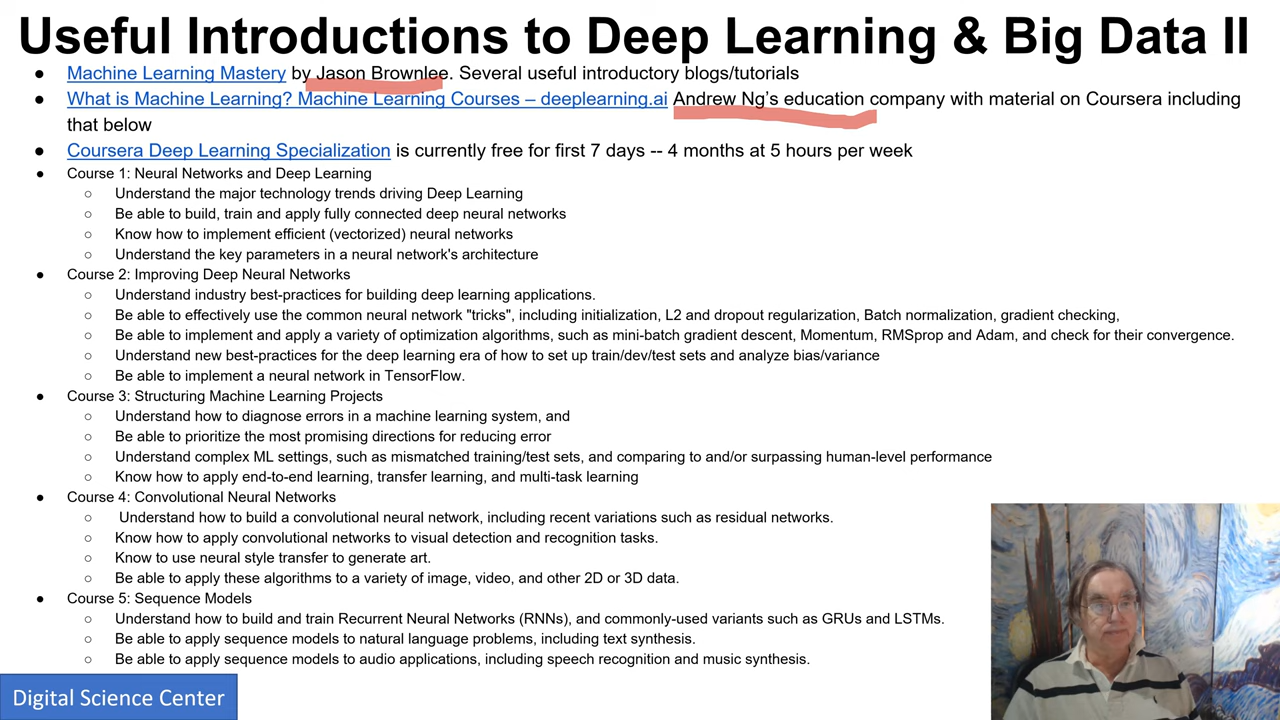 Useful Introductions to Deep Learning & Big Data II
● Machine Learning Mastery by Jason Brownlee. Several useful introductory blogs/tutorials
● What is Machine Learning? Machine Learning Courses – deeplearning.ai Andrew Ng's education company with material on Coursera including
that below
● Coursera Deep Learning Specialization is currently free for first 7 days -- 4 months at 5 hours per week
● Course 1: Neural Networks and Deep Learning
○ Understand the major technology trends driving Deep Learning
○ Be able to build, train and apply fully connected deep neural networks
○ Know how to implement efficient (vectorized) neural networks
○ Understand the key parameters in a neural network's architecture
● Course 2: Improving Deep Neural Networks
○ Understand industry best-practices for building deep learning applications.
○ Be able to effectively use the common neural network "tricks", including initialization, L2 and dropout regularization, Batch normalization, gradient checking,
○ Be able to implement and apply a variety of optimization algorithms, such as mini-batch gradient descent, Momentum, RMSprop and Adam, and check for their convergence.
○ Understand new best-practices for the deep learning era of how to set up train/dev/test sets and analyze bias/variance
○ Be able to implement a neural network in TensorFlow.
● Course 3: Structuring Machine Learning Projects
○ Understand how to diagnose errors in a machine learning system, and
○ Be able to prioritize the most promising directions for reducing error
○ Understand complex ML settings, such as mismatched training/test sets, and comparing to and/or surpassing human-level performance
○ Know how to apply end-to-end learning, transfer learning, and multi-task learning
● Course 4: Convolutional Neural Networks
○ Understand how to build a convolutional neural network, including recent variations such as residual networks.
○ Know how to apply convolutional networks to visual detection and recognition tasks.
○ Know to use neural style transfer to generate art.
○ Be able to apply these algorithms to a variety of image, video, and other 2D or 3D data.
● Course 5: Sequence Models
○ Understand how to build and train Recurrent Neural Networks (RNNs), and commonly-used variants such as GRUs and LSTMs.
○ Be able to apply sequence models to natural language problems, including text synthesis.
○ Be able to apply sequence models to audio applications, including speech recognition and music synthesis.
Digital Science Center